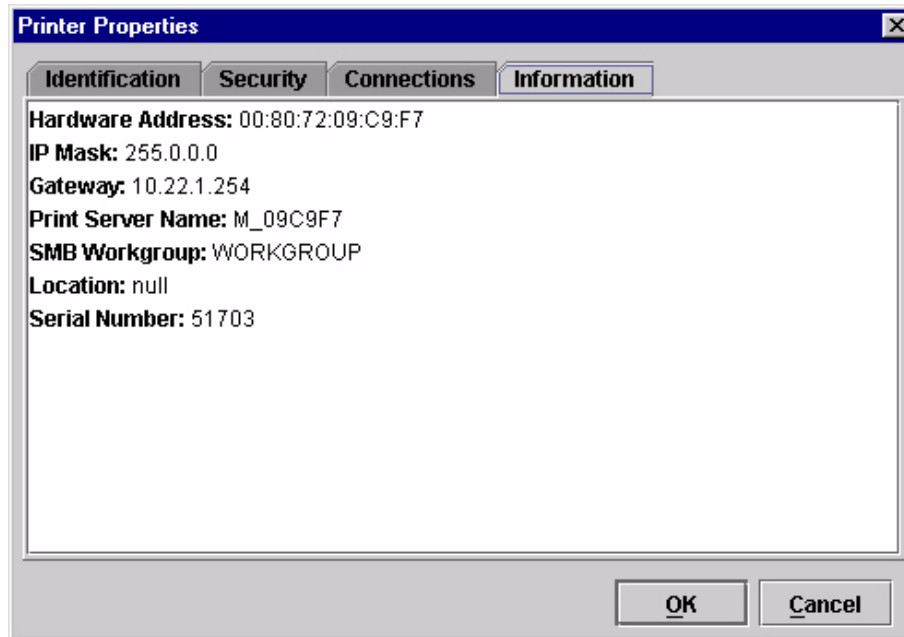 Printer Properties
Identification Security Connections Information
Hardware Address: 00:80:72:09:C9:F7
IP Mask: 255.0.0.0
Gateway: 10.22.1.254
Print Server Name: M_09C9F7
SMB Workgroup: WORKGROUP
Location: null
Serial Number: 51703
OK Cancel